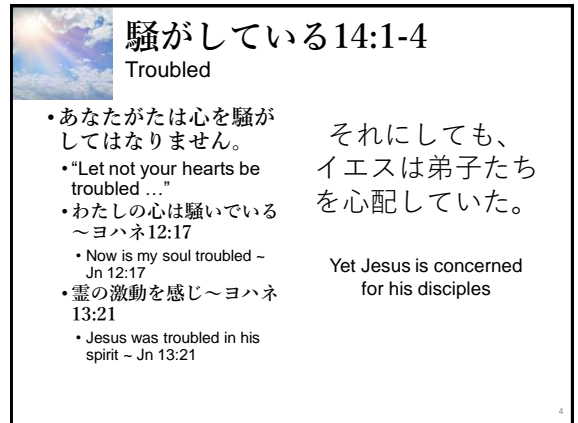 騒がしている14:1-4
Troubled
•あなたがたは心を騒が
してはなりません。
•“Let not your hearts be
troubled …”
•わたしの心は騒いでいる
～ヨハネ12:17
•Now is my soul troubled ~
Jn 12:17
•霊の激動を感じ～ヨハネ
13:21
•Jesus was troubled in his
spirit ~ Jn 13:21
それにしても、
イエスは弟子たち
を心配していた。
Yet Jesus is concerned
for his disciples
4